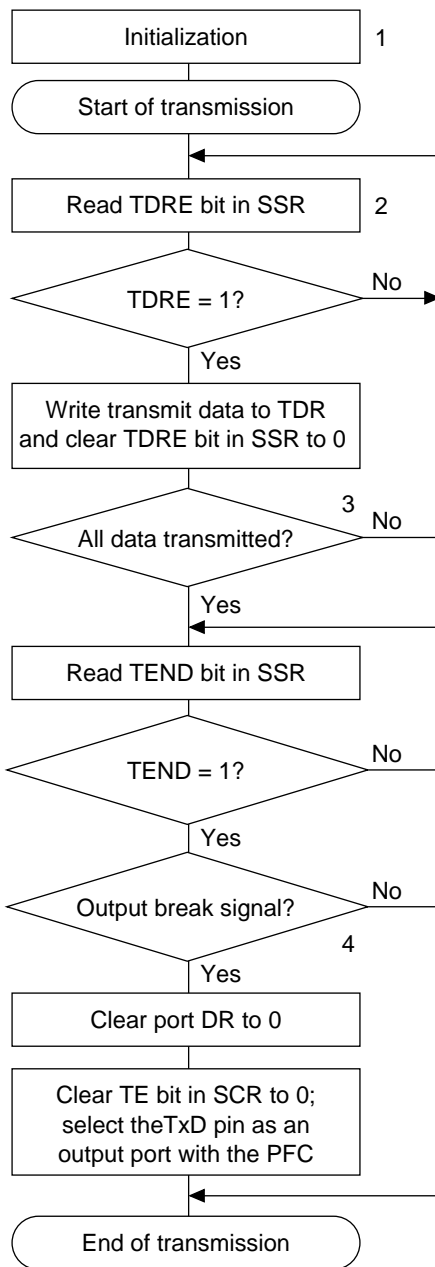 Initialization
1
Start of transmission
Read TDRE bit in SSR
2
TDRE = 1?
No
Yes
Write transmit data to TDR
and clear TDRE bit in SSR to 0
3
All data transmitted?
No
Yes
Read TEND bit in SSR
TEND = 1?
No
Yes
Output break signal?
No
4
Yes
Clear port DR to 0
Clear TE bit in SCR to 0;
select theTxD pin as an
output port with the PFC
End of transmission